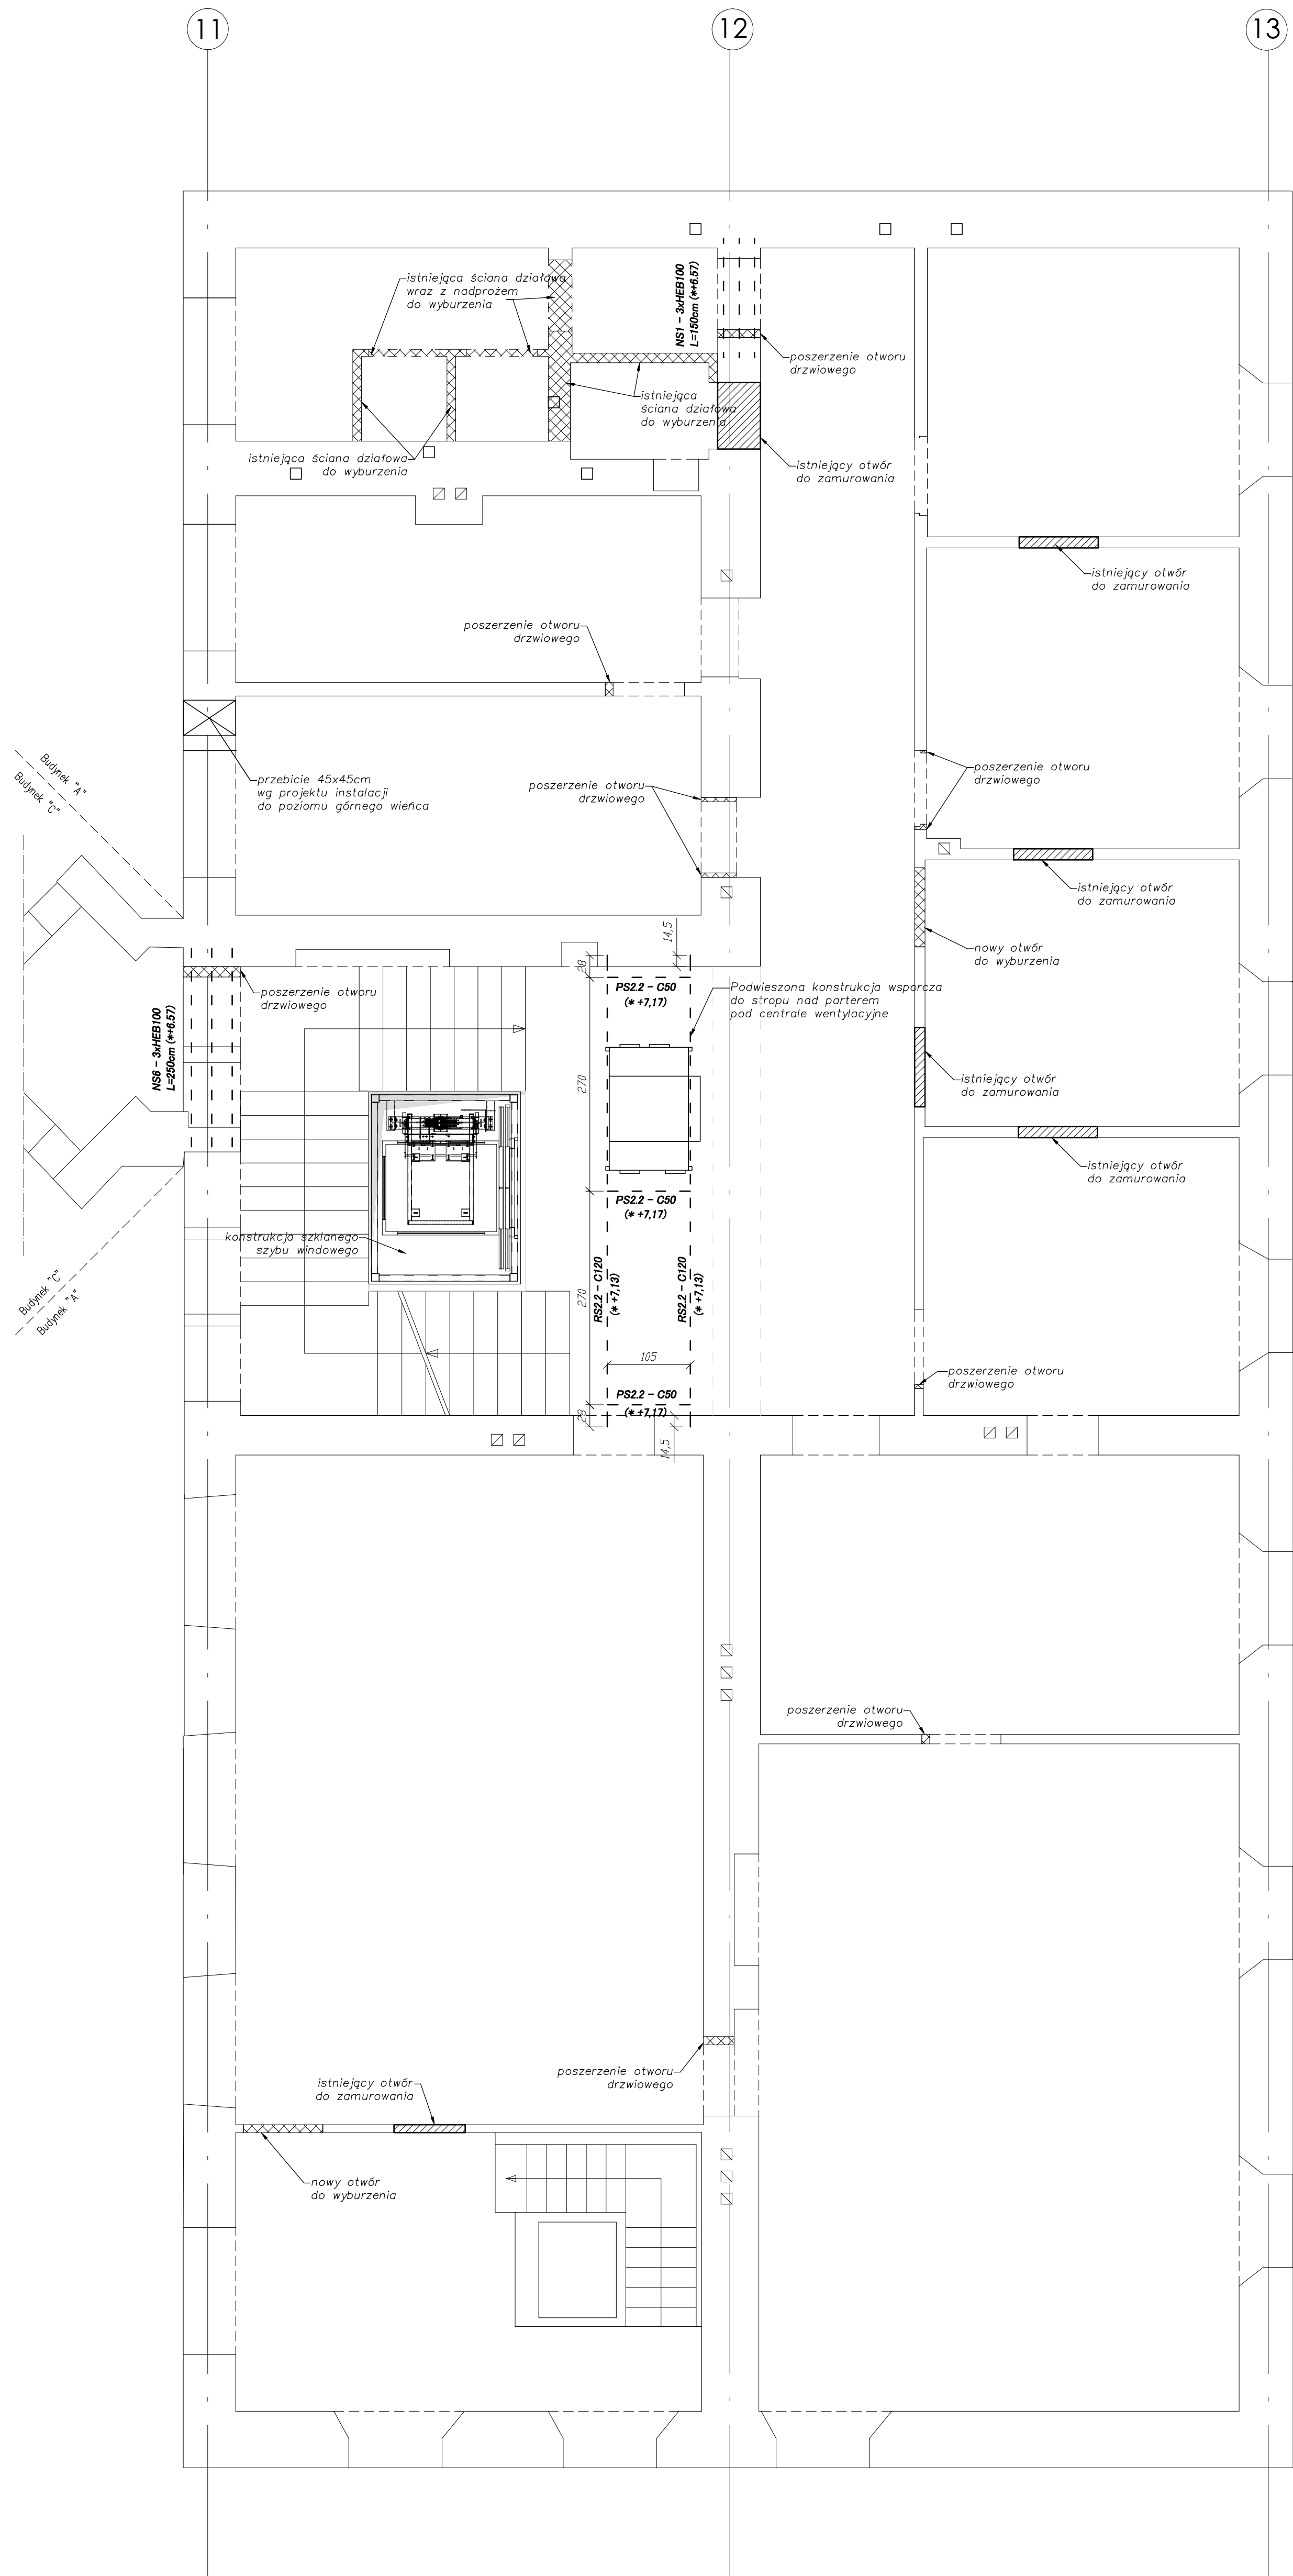 11
12
13
istniejąca ściana działowa
wraz z nadprożem
do wyburzenia
NS1 - 3xHEB100
L=150cm (*+6.57)
poszerzenie otworu
drzwiowego
istniejąca
ściana działowa
do wyburzenia
istniejąca ściana działowa
do wyburzenia
istniejący otwór
do zamurowania
istniejący otwór
do zamurowania
poszerzenie otworu
drzwiowego
Budynek "A"
Budynek "C"
przebicie 45x45cm
wg projektu instalacji
do poziomu górnego wieńca
poszerzenie otworu
drzwiowego
poszerzenie otworu
drzwiowego
istniejący otwór
do zamurowania
nowy otwór
do wyburzenia
14,5
28
poszerzenie otworu
drzwiowego
PS2.2 - C50
(* +7,17)
Podwieszona konstrukcja wsporcza
do stropu nad parterem
pod centrale wentylacyjne
NS6 - 3xHEB100
L=250cm (*+6.57)
270
istniejący otwór
do zamurowania
istniejący otwór
do zamurowania
PS2.2 - C50
(* +7,17)
konstrukcja szklanego
szybu windowego
270
RS2.2 - C120
(* +7,13)
RS2.2 - C120
(* +7,13)
Budynek "C"
Budynek "A"
105
poszerzenie otworu
drzwiowego
PS2.2 - C50
(* +7,17)
28
14,5
poszerzenie otworu
drzwiowego
poszerzenie otworu
drzwiowego
istniejący otwór
do zamurowania
nowy otwór
do wyburzenia